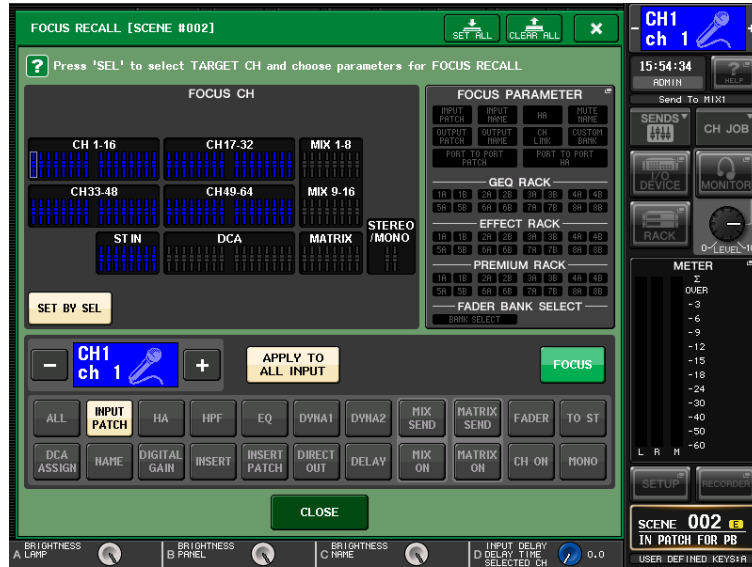 FOCUS RECALL [SCENE #002]
SET ALL
CLEAR ALL
? Press 'SEL' to select TARGET CH and choose parameters for FOCUS RECALL
FOCUS CH
CH 1-16
CH17-32
MIX 1-8
CH33-48
CH49-64
MIX 9-16
ST IN
DCA
MATRIX
STEREO
/MONO
SET BY SEL
FOCUS PARAMETER
INPUT PATCH
INPUT NAME
HA
MUTE NAME
OUTPUT PATCH
OUTPUT NAME
CH LINK
CUSTOM BANK
PORT TO PORT PATCH
PORT TO PORT HA
GEQ RACK
1A 1B 2A 2B 3A 3B 4A 4B
5A 5B 6A 6B 7A 7B 8A 8B
EFFECT RACK
1A 1B 2A 2B 3A 3B 4A 4B
5A 5B 6A 6B 7A 7B 8A 8B
PREMIUM RACK
1A 1B 2A 2B 3A 3B 4A 4B
5A 5B 6A 6B 7A 7B 8A 8B
FADER BANK SELECT
BANK SELECT
CH1
ch 1
APPLY TO
ALL INPUT
FOCUS
ALL
INPUT PATCH
HA
HPF
EQ
DYNA1
DYNA2
MIX SEND
MATRIX SEND
FADER
TO ST
DCA ASSIGN
NAME
DIGITAL GAIN
INSERT
INSERT PATCH
DIRECT OUT
DELAY
MIX ON
MATRIX ON
CH ON
MONO
CLOSE
A BRIGHTNESS LAMP
B BRIGHTNESS PANEL
C BRIGHTNESS NAME
D INPUT DELAY DELAY TIME SELECTED CH
0.0
CH1
ch 1
15:54:34
ADMIN
?
HELP
Send To MIX1
SENDS
CH JOB
I/O DEVICE
MONITOR
RACK
0-LEVEL-10
METER
Σ
OVER
-3
-6
-9
-12
-15
-18
-24
-30
-40
-50
-60
L R M
SETUP
RECORDER
SCENE 002 E
IN PATCH FOR PB
USER DEFINED KEYS:A